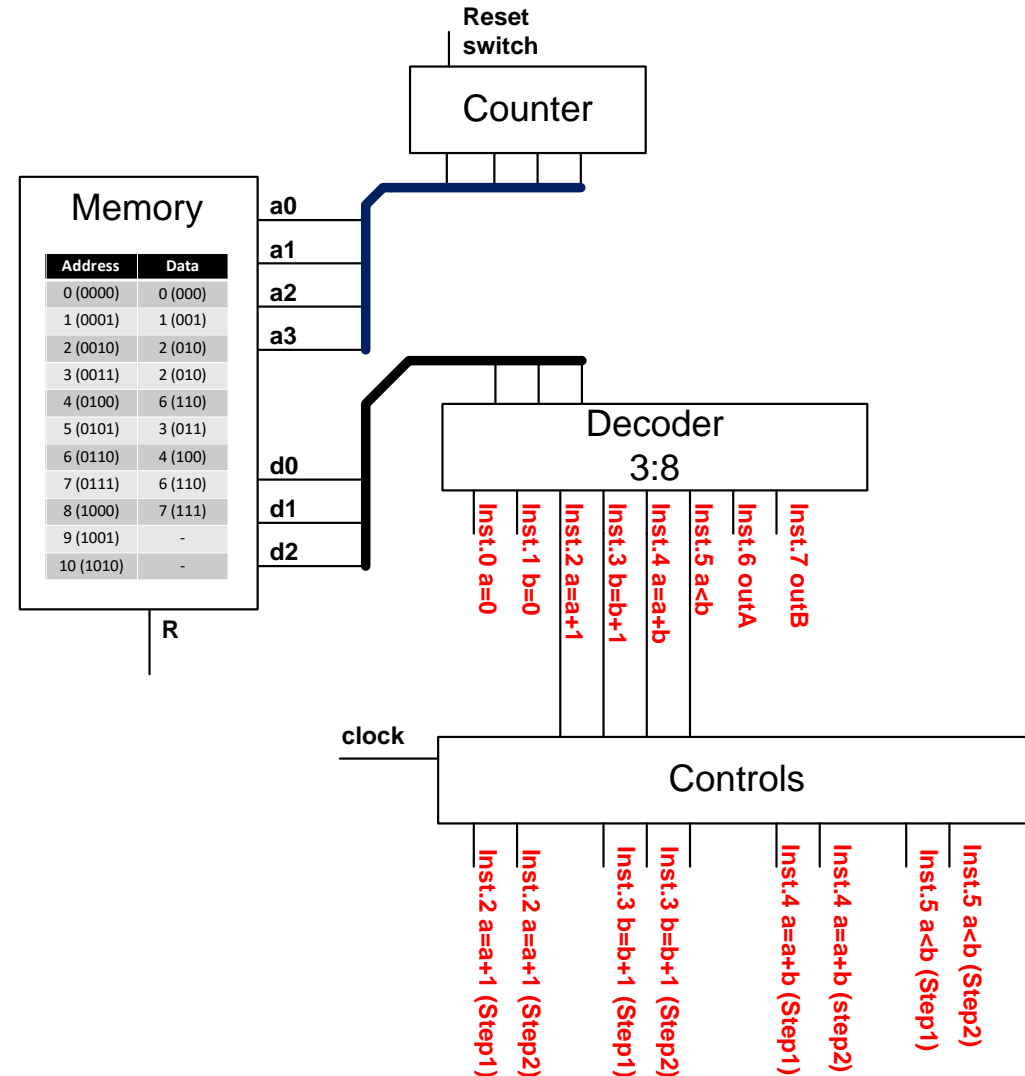 Reset
switch
Counter
Memory
a0
a1
a2
a3
Address Data
0 (0000) 0 (000)
1 (0001) 1 (001)
2 (0010) 2 (010)
3 (0011) 2 (010)
4 (0100) 6 (110)
5 (0101) 3 (011)
6 (0110) 4 (100)
7 (0111) 6 (110)
8 (1000) 7 (111)
9 (1001) -
10 (1010) -
d0
d1
d2
R
Decoder
3:8
Inst.0 a=0
Inst.1 b=0
Inst.2 a=a+1
Inst.3 b=b+1
Inst.4 a=a+b
Inst.5 a<b
Inst.6 outA
Inst.7 outB
clock
Controls
Inst.2 a=a+1 (Step1)
Inst.2 a=a+1 (Step2)
Inst.3 b=b+1 (Step1)
Inst.3 b=b+1 (Step2)
Inst.4 a=a+b (Step1)
Inst.4 a=a+b (step2)
Inst.5 a<b (Step1)
Inst.5 a<b (Step2)